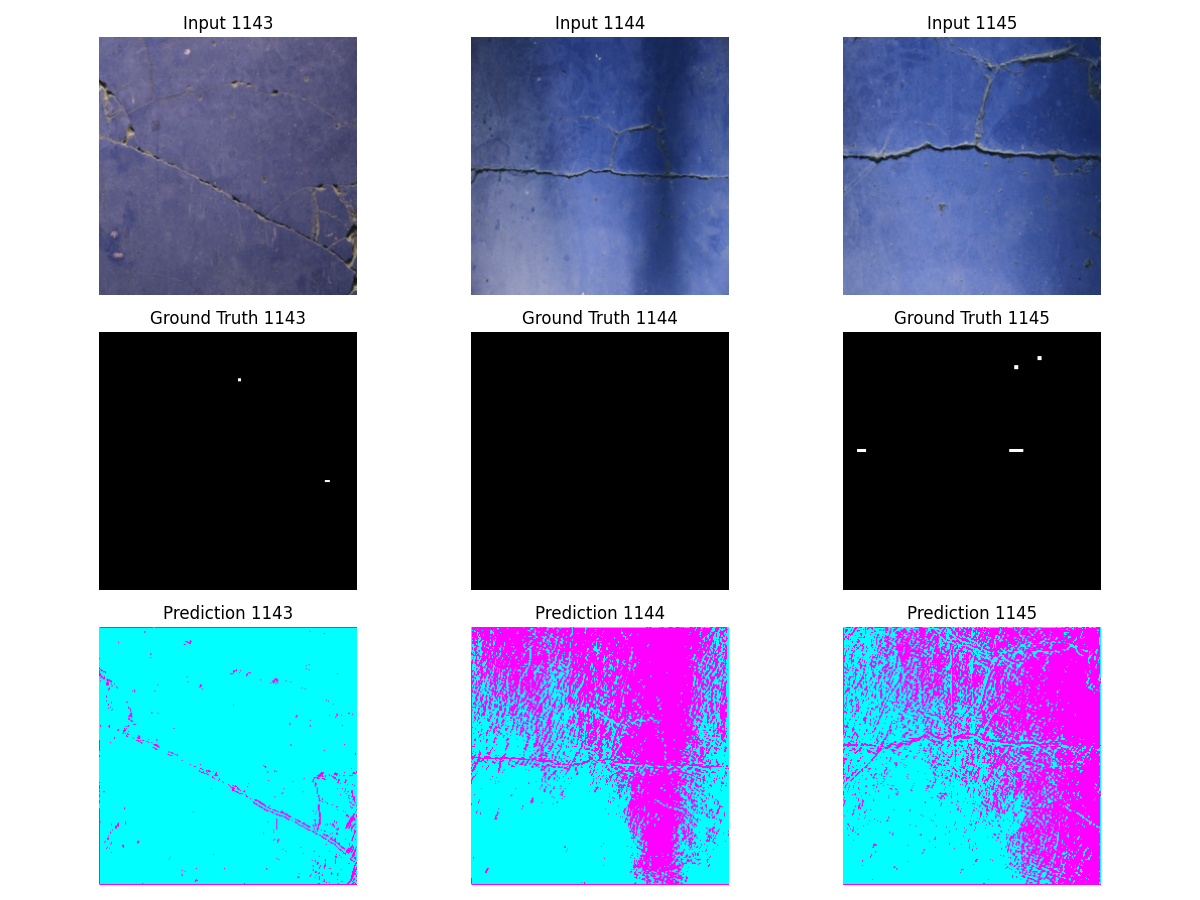 Input 1143
Input 1144
Input 1145
Ground Truth 1143
Ground Truth 1144
Ground Truth 1145
Prediction 1143
Prediction 1144
Prediction 1145